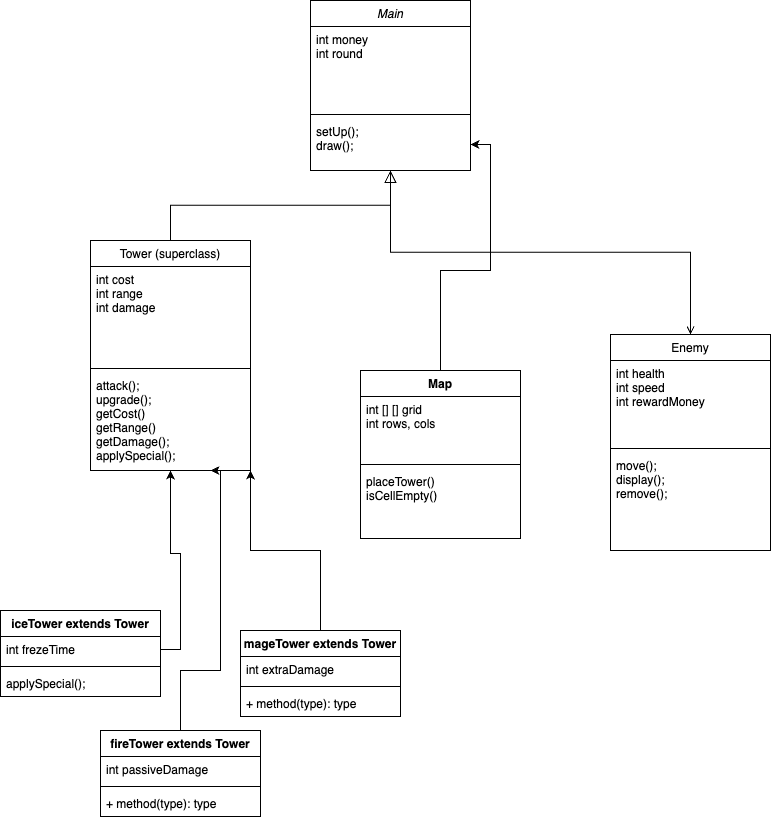 Main
int money
int round
setUp();
draw();
Tower (superclass)
int cost
int range
int damage
attack();
upgrade();
getCost()
getRange()
getDamage();
applySpecial();
Map
int [] [] grid
int rows, cols
placeTower()
isCellEmpty()
Enemy
int health
int speed
int rewardMoney
move();
display();
remove();
iceTower extends Tower
int frezeTime
applySpecial();
mageTower extends Tower
int extraDamage
+ method(type): type
fireTower extends Tower
int passiveDamage
+ method(type): type